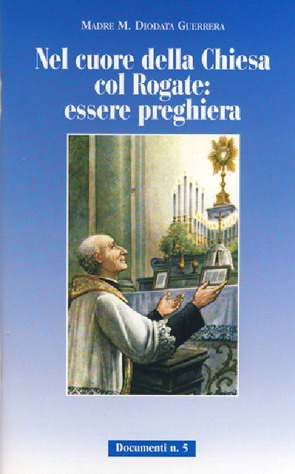 MADRE M. DIODATA GUERRERA
Nel cuore della Chiesa
col Rogate:
essere preghiera
Documenti n. 5